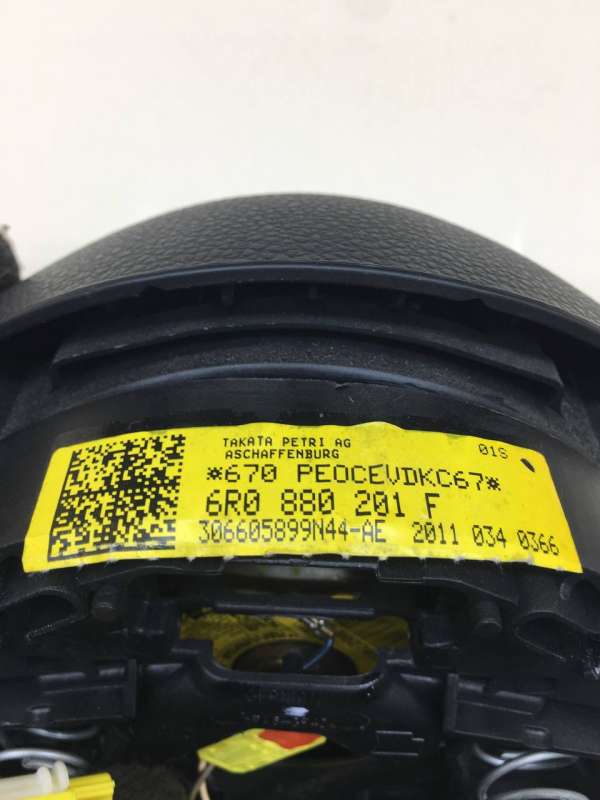 TAKATA PETRI AG
ASCHAFFENBURG
01S
*670 PEOCEVDKC67*
6R0 880 201 F
306605899N44-AE 2011 034 0366